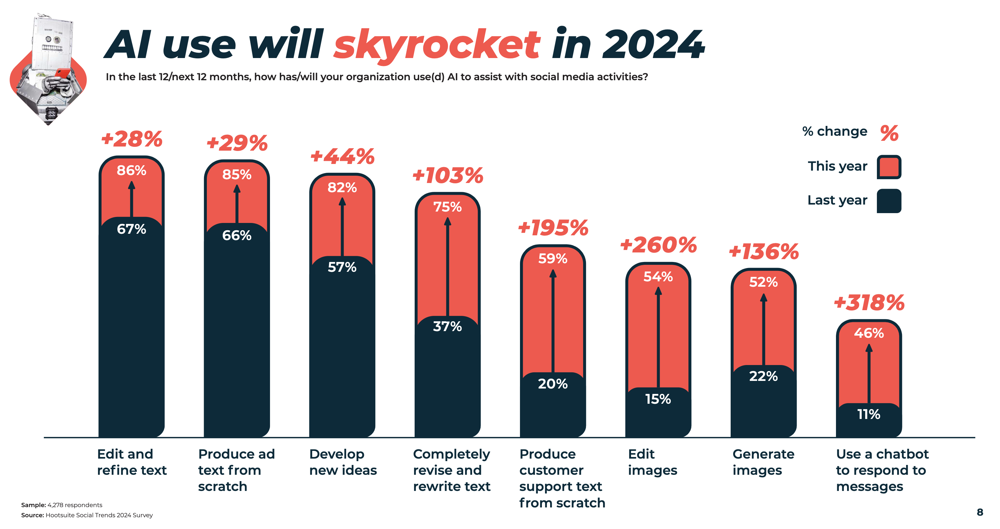 AI use will skyrocket in 2024
In the last 12/next 12 months, how has/will your organization use(d) AI to assist with social media activities?
% change %
This year
Last year
+28%
86%
67%
Edit and
refine text
+29%
85%
66%
Produce ad
text from
scratch
+44%
82%
57%
Develop
new ideas
+103%
75%
37%
Completely
revise and
rewrite text
+195%
59%
20%
Produce
customer
support text
from scratch
+260%
54%
15%
Edit
images
+136%
52%
22%
Generate
images
+318%
46%
11%
Use a chatbot
to respond to
messages
Sample: 4,278 respondents
Source: Hootsuite Social Trends 2024 Survey
8